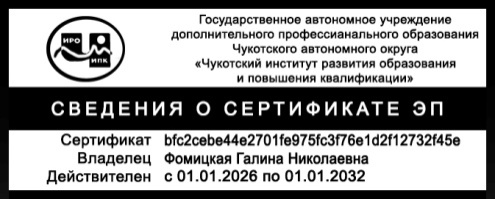 Государственное автономное учреждение
дополнительного профессианального образования
Чукотского автономного округа
«Чукотский институт развития образования
и повышения квалификации»
ИРО
ИПК
СВЕДЕНИЯ О СЕРТИФИКАТЕ ЭП
Сертификат bfc2cebe44e2701fe975fc3f76e1d2f12732f45e
Владелец Фомицкая Галина Николаевна
Действителен с 01.01.2026 по 01.01.2032